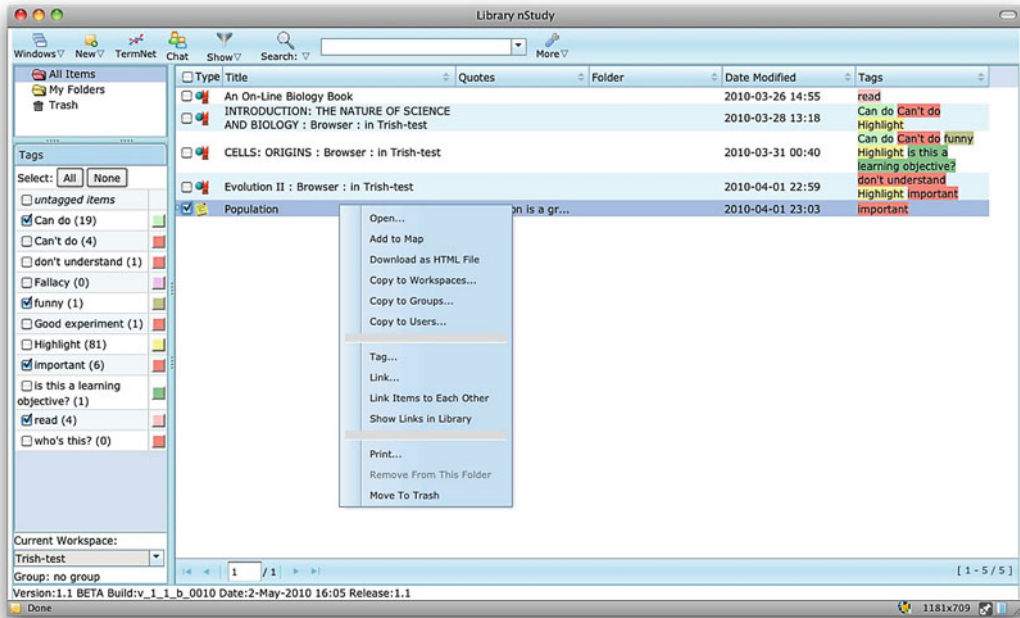 Library nStudy
Windows▽ New▽ TermNet Chat Show▽ Search: ▽ More▽
All Items
My Folders
Trash
Tags
Select: All None
untagged items
Can do (19)
Can't do (4)
don't understand (1)
Fallacy (0)
funny (1)
Good experiment (1)
Highlight (81)
important (6)
is this a learning
objective? (1)
read (4)
who's this? (0)
Current Workspace:
Trish-test
Group: no group
Type Title Quotes Folder Date Modified Tags
An On-Line Biology Book 2010-03-26 14:55 read
INTRODUCTION: THE NATURE OF SCIENCE
AND BIOLOGY : Browser : in Trish-test 2010-03-28 13:18 Can do Can't do
Highlight
CELLS: ORIGINS : Browser : in Trish-test 2010-03-31 00:40 Can do Can't do funny
Highlight is this a
learning objective?
Evolution II : Browser : in Trish-test 2010-04-01 22:59 don't understand
Highlight important
Population on is a gr... 2010-04-01 23:03 important
Open...
Add to Map
Download as HTML File
Copy to Workspaces...
Copy to Groups...
Copy to Users...
Tag...
Link...
Link Items to Each Other
Show Links in Library
Print...
Remove From This Folder
Move To Trash
1 / 1 [ 1 - 5 / 5 ]
Version:1.1 BETA Build:v_1_1_b_0010 Date:2-May-2010 16:05 Release:1.1
Done 1181x709